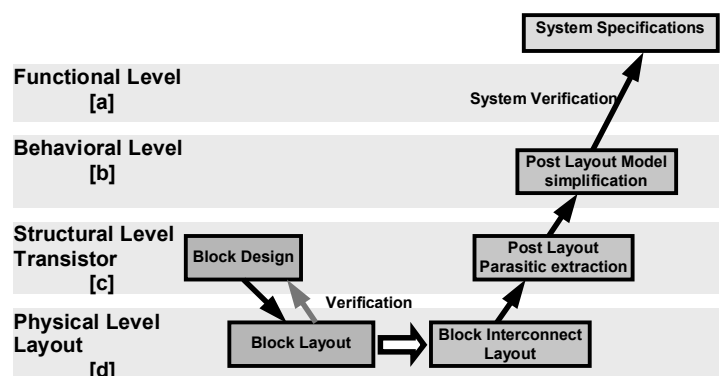 System Specifications
Functional Level
[a]
System Verification
Behavioral Level
[b]
Post Layout Model
simplification
Structural Level
Transistor
[c]
Block Design
Post Layout
Parasitic extraction
Verification
Physical Level
Layout
[d]
Block Layout
Block Interconnect
Layout